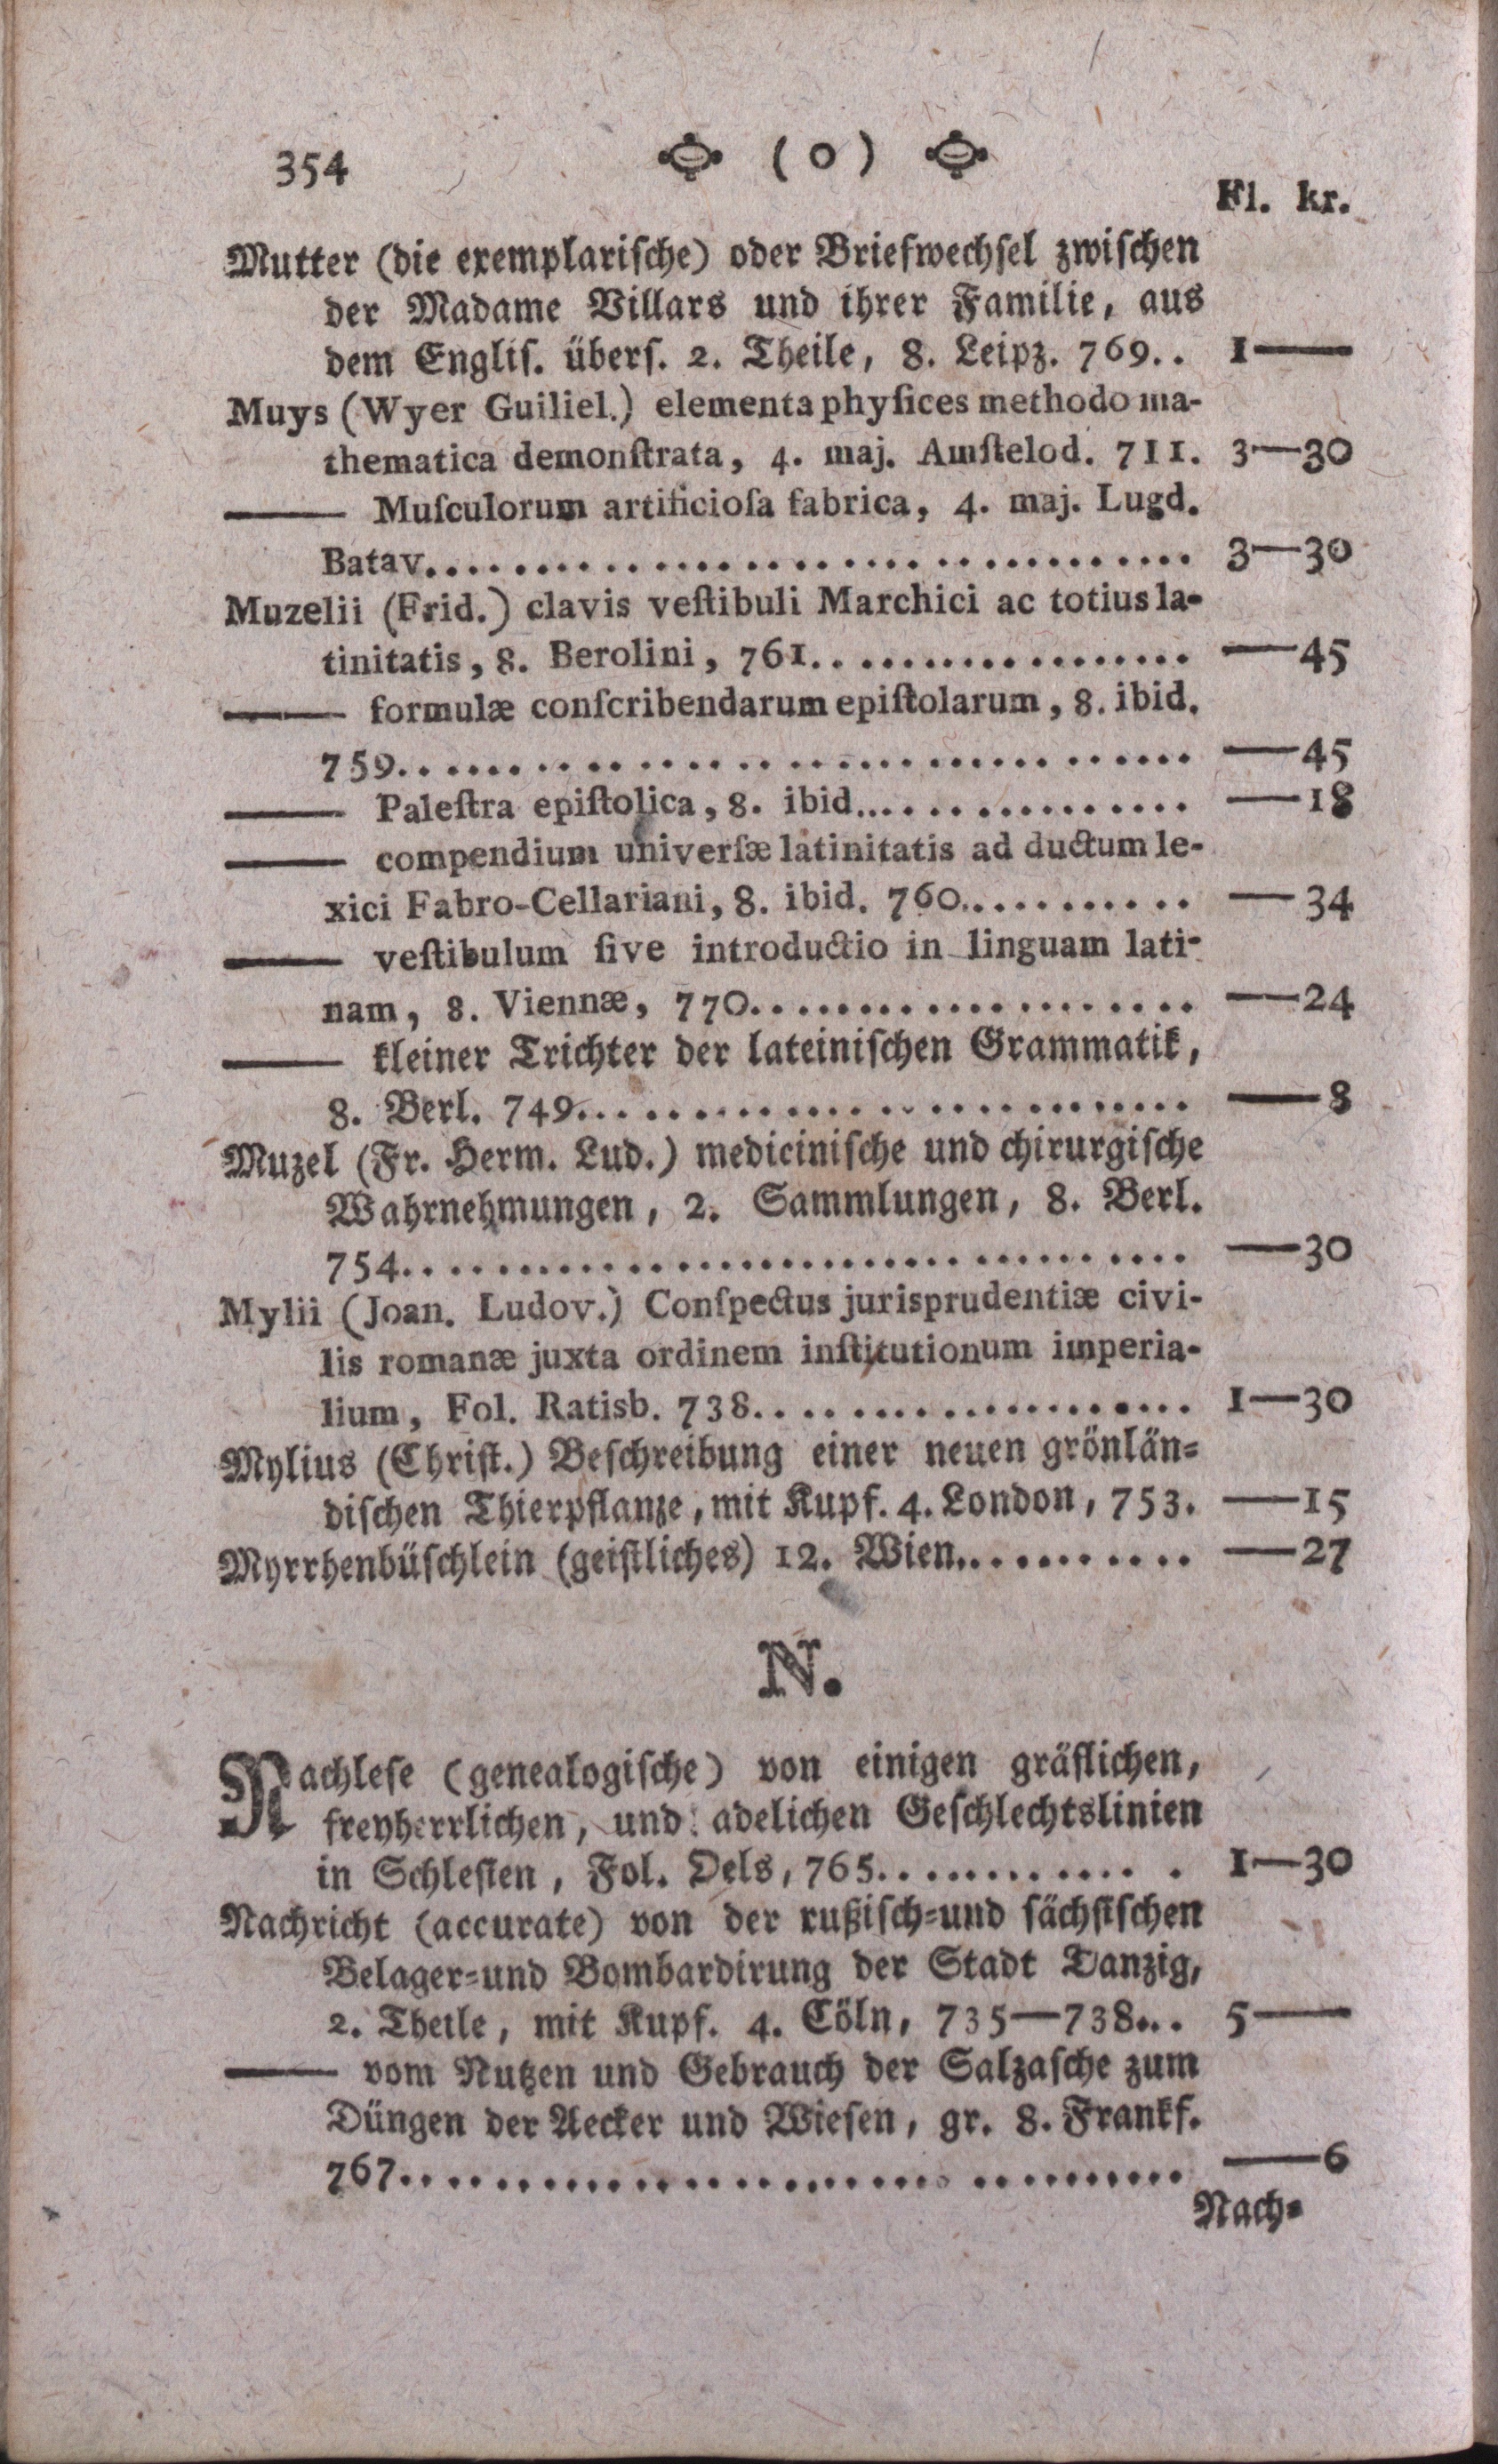 354 ( o )
Fl. kr.
Mutter (die exemplarische) oder Briefwechsel zwischen
der Madame Villars und ihrer Familie, aus
dem Englis. übers. 2. Theile, 8. Leipz. 769.. 1——
Muys (Wyer Guiliel.) elementa phyſices methodo ma-
thematica demonſtrata, 4. maj. Amſtelod. 711. 3—30
—— Muſculorum artificioſa fabrica, 4. maj. Lugd.
Batav.................................. 3—30
Muzelii (Frid.) clavis veſtibuli Marchici ac totius la-
tinitatis, 8. Berolini, 761.................. —45
—— formulæ conſcribendarum epiſtolarum, 8. ibid.
759.................................. —45
—— Paleſtra epiſtolica, 8. ibid............... —18
—— compendium univerſæ latinitatis ad ductum le-
xici Fabro-Cellariani, 8. ibid. 760........... —34
—— veſtibulum ſive introductio in linguam lati-
nam, 8. Viennæ, 770................... —24
—— kleiner Trichter der lateinischen Grammatik,
8. Berl. 749.......................... —8
Muzel (Fr. Herm. Lud.) medicinische und chirurgische
Wahrnehmungen, 2. Sammlungen, 8. Berl.
754.................................. —30
Mylii (Joan. Ludov.) Conſpectus jurisprudentiæ civi-
lis romanæ juxta ordinem inſtitutionum imperia-
lium, Fol. Ratisb. 738................... 1—30
Mylius (Christ.) Beschreibung einer neuen grönlän=
dischen Thierpflanze, mit Kupf. 4. London, 753. —15
Myrrhenbüschlein (geistliches) 12. Wien........... —27
N.
Nachlese (genealogische) von einigen gräflichen,
freyherrlichen, und adelichen Geschlechtslinien
in Schlesien, Fol. Oels, 765............. 1—30
Nachricht (accurate) von der rußisch=und sächsischen
Belager=und Bombardirung der Stadt Danzig,
2. Theile, mit Kupf. 4. Cöln, 735—738... 5——
—— vom Nutzen und Gebrauch der Salzasche zum
Düngen der Aecker und Wiesen, gr. 8. Frankf.
767.................................. —6
Nach=